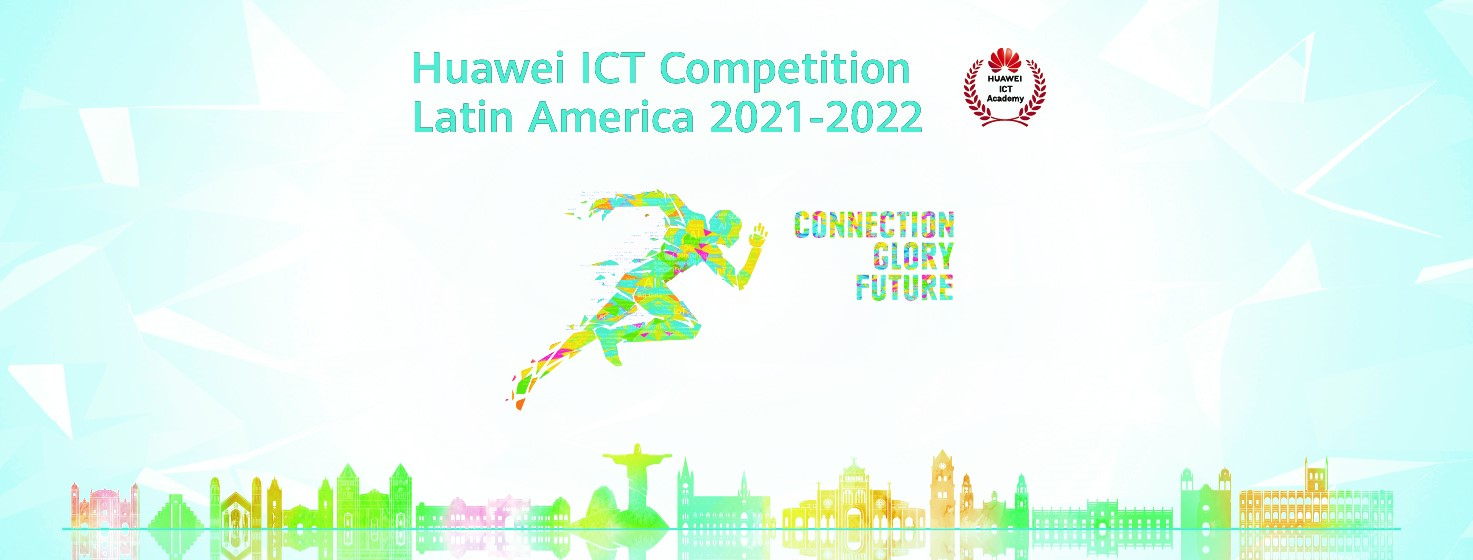 Huawei ICT Competition
Latin America 2021-2022
HUAWEI
ICT
Academy
CONNECTION
GLORY
FUTURE